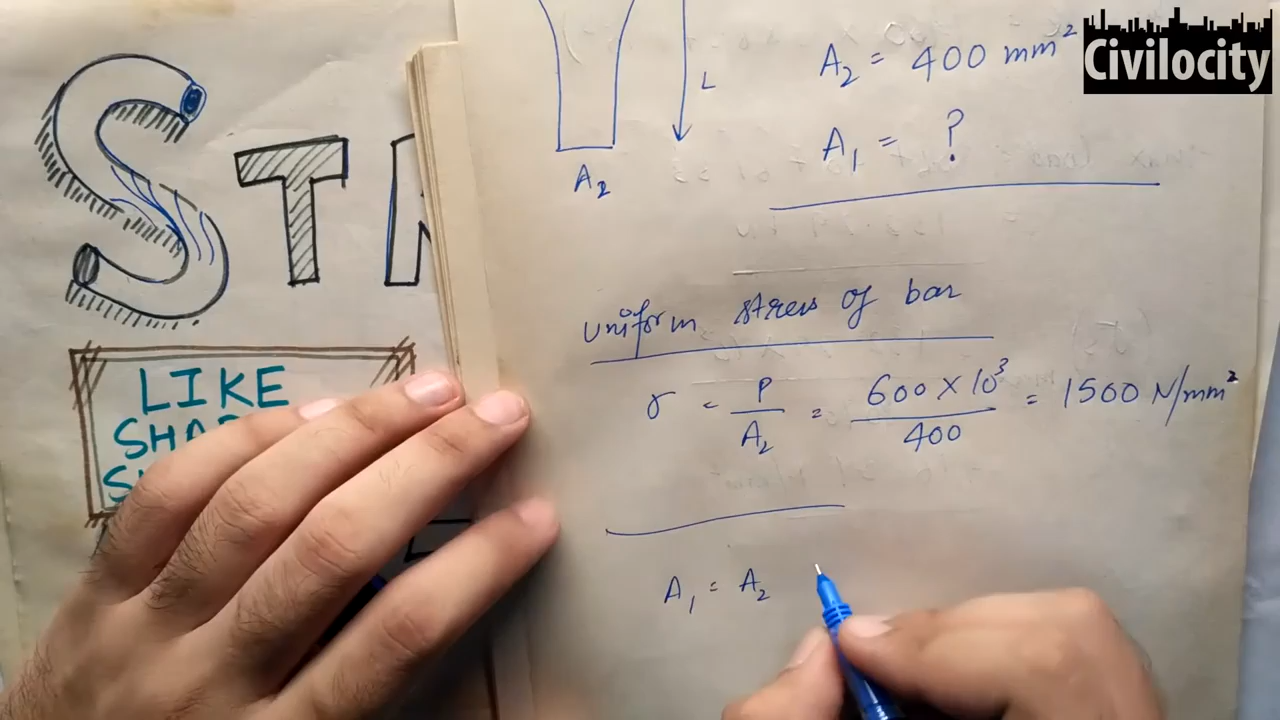 Civilocity
A₂ = 400 mm²
L
A₁ = ?
A₂
STR
uniform stress of bar
σ = P/A₂ = 600 × 10³/400 = 1500 N/mm²
LIKE
A₁ = A₂